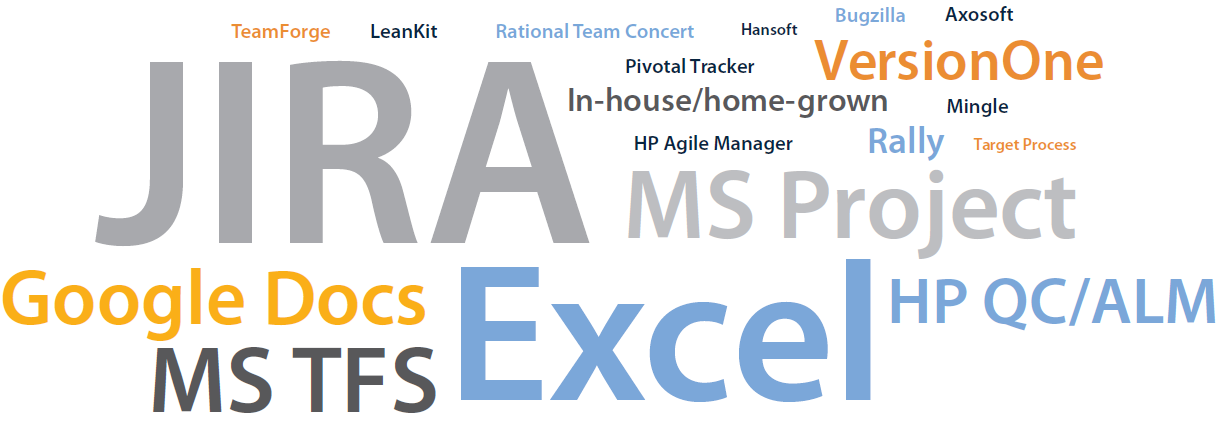 TeamForge
LeanKit
Rational Team Concert
Hansoft
Bugzilla
Axosoft
JIRA
Pivotal Tracker
VersionOne
In-house/home-grown
Mingle
HP Agile Manager
Rally
Target Process
MS Project
Google Docs
Excel
HP QC/ALM
MS TFS